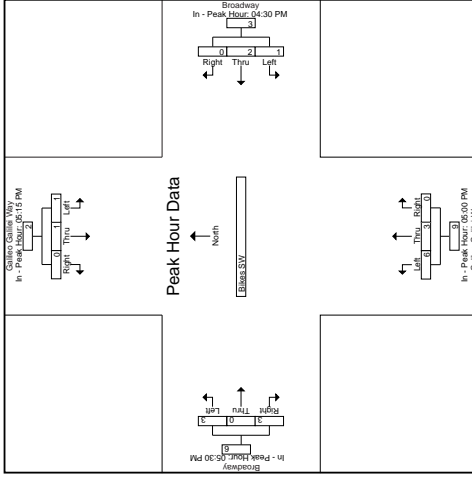 Broadway
In - Peak Hour: 04:30 PM
3
0 2 1
Right Thru Left
Galileo Galilei Way
In - Peak Hour: 05:15 PM
2
0 1 1
Right Thru Left
Peak Hour Data
North
Bikes SW
Left Thru Right
6 3 0
9
In - Peak Hour: 05:00 PM
Broadway
In - Peak Hour: 05:30 PM
6
3 0 3
Right Thru Left